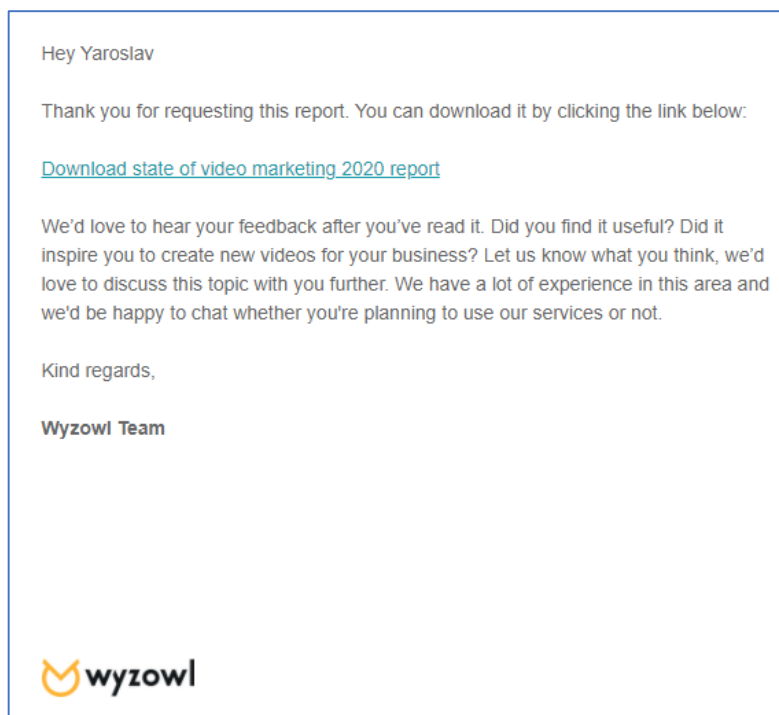 Hey Yaroslav
Thank you for requesting this report. You can download it by clicking the link below:
Download state of video marketing 2020 report
We’d love to hear your feedback after you’ve read it. Did you find it useful? Did it
inspire you to create new videos for your business? Let us know what you think, we’d
love to discuss this topic with you further. We have a lot of experience in this area and
we'd be happy to chat whether you're planning to use our services or not.
Kind regards,
Wyzowl Team
wyzowl